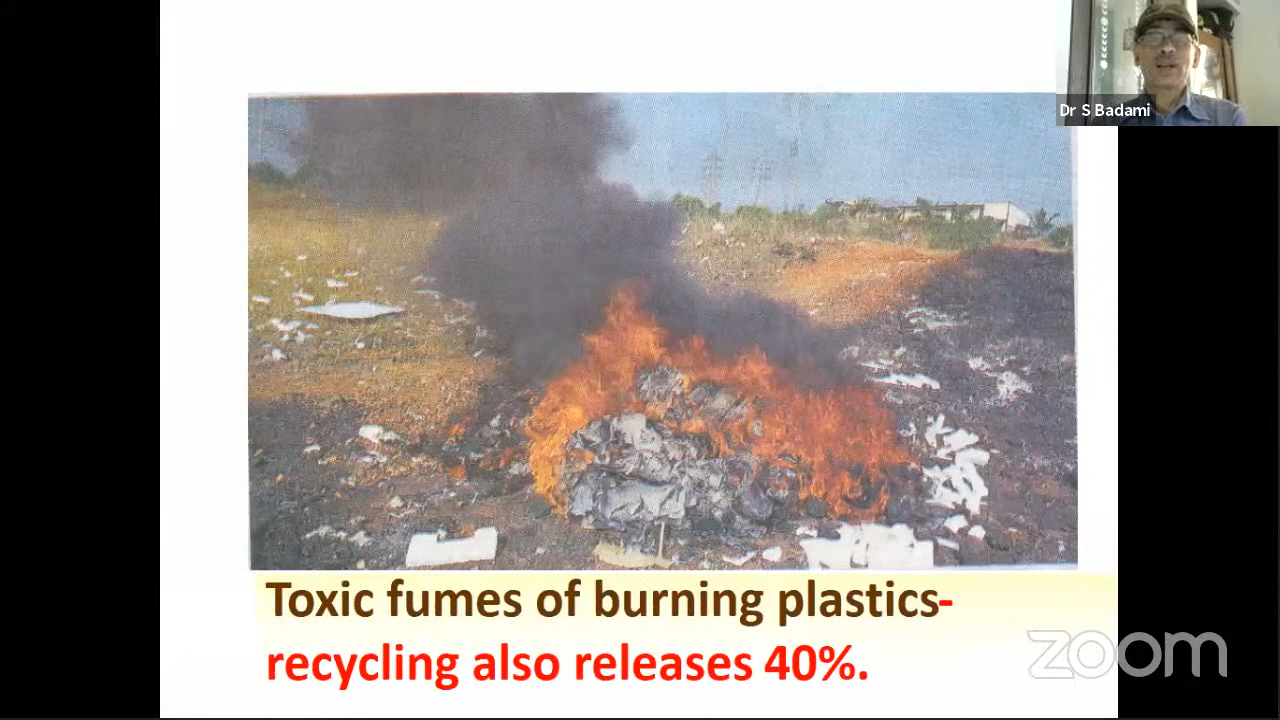 Dr S Badami
Toxic fumes of burning plastics-
recycling also releases 40%.
zoom